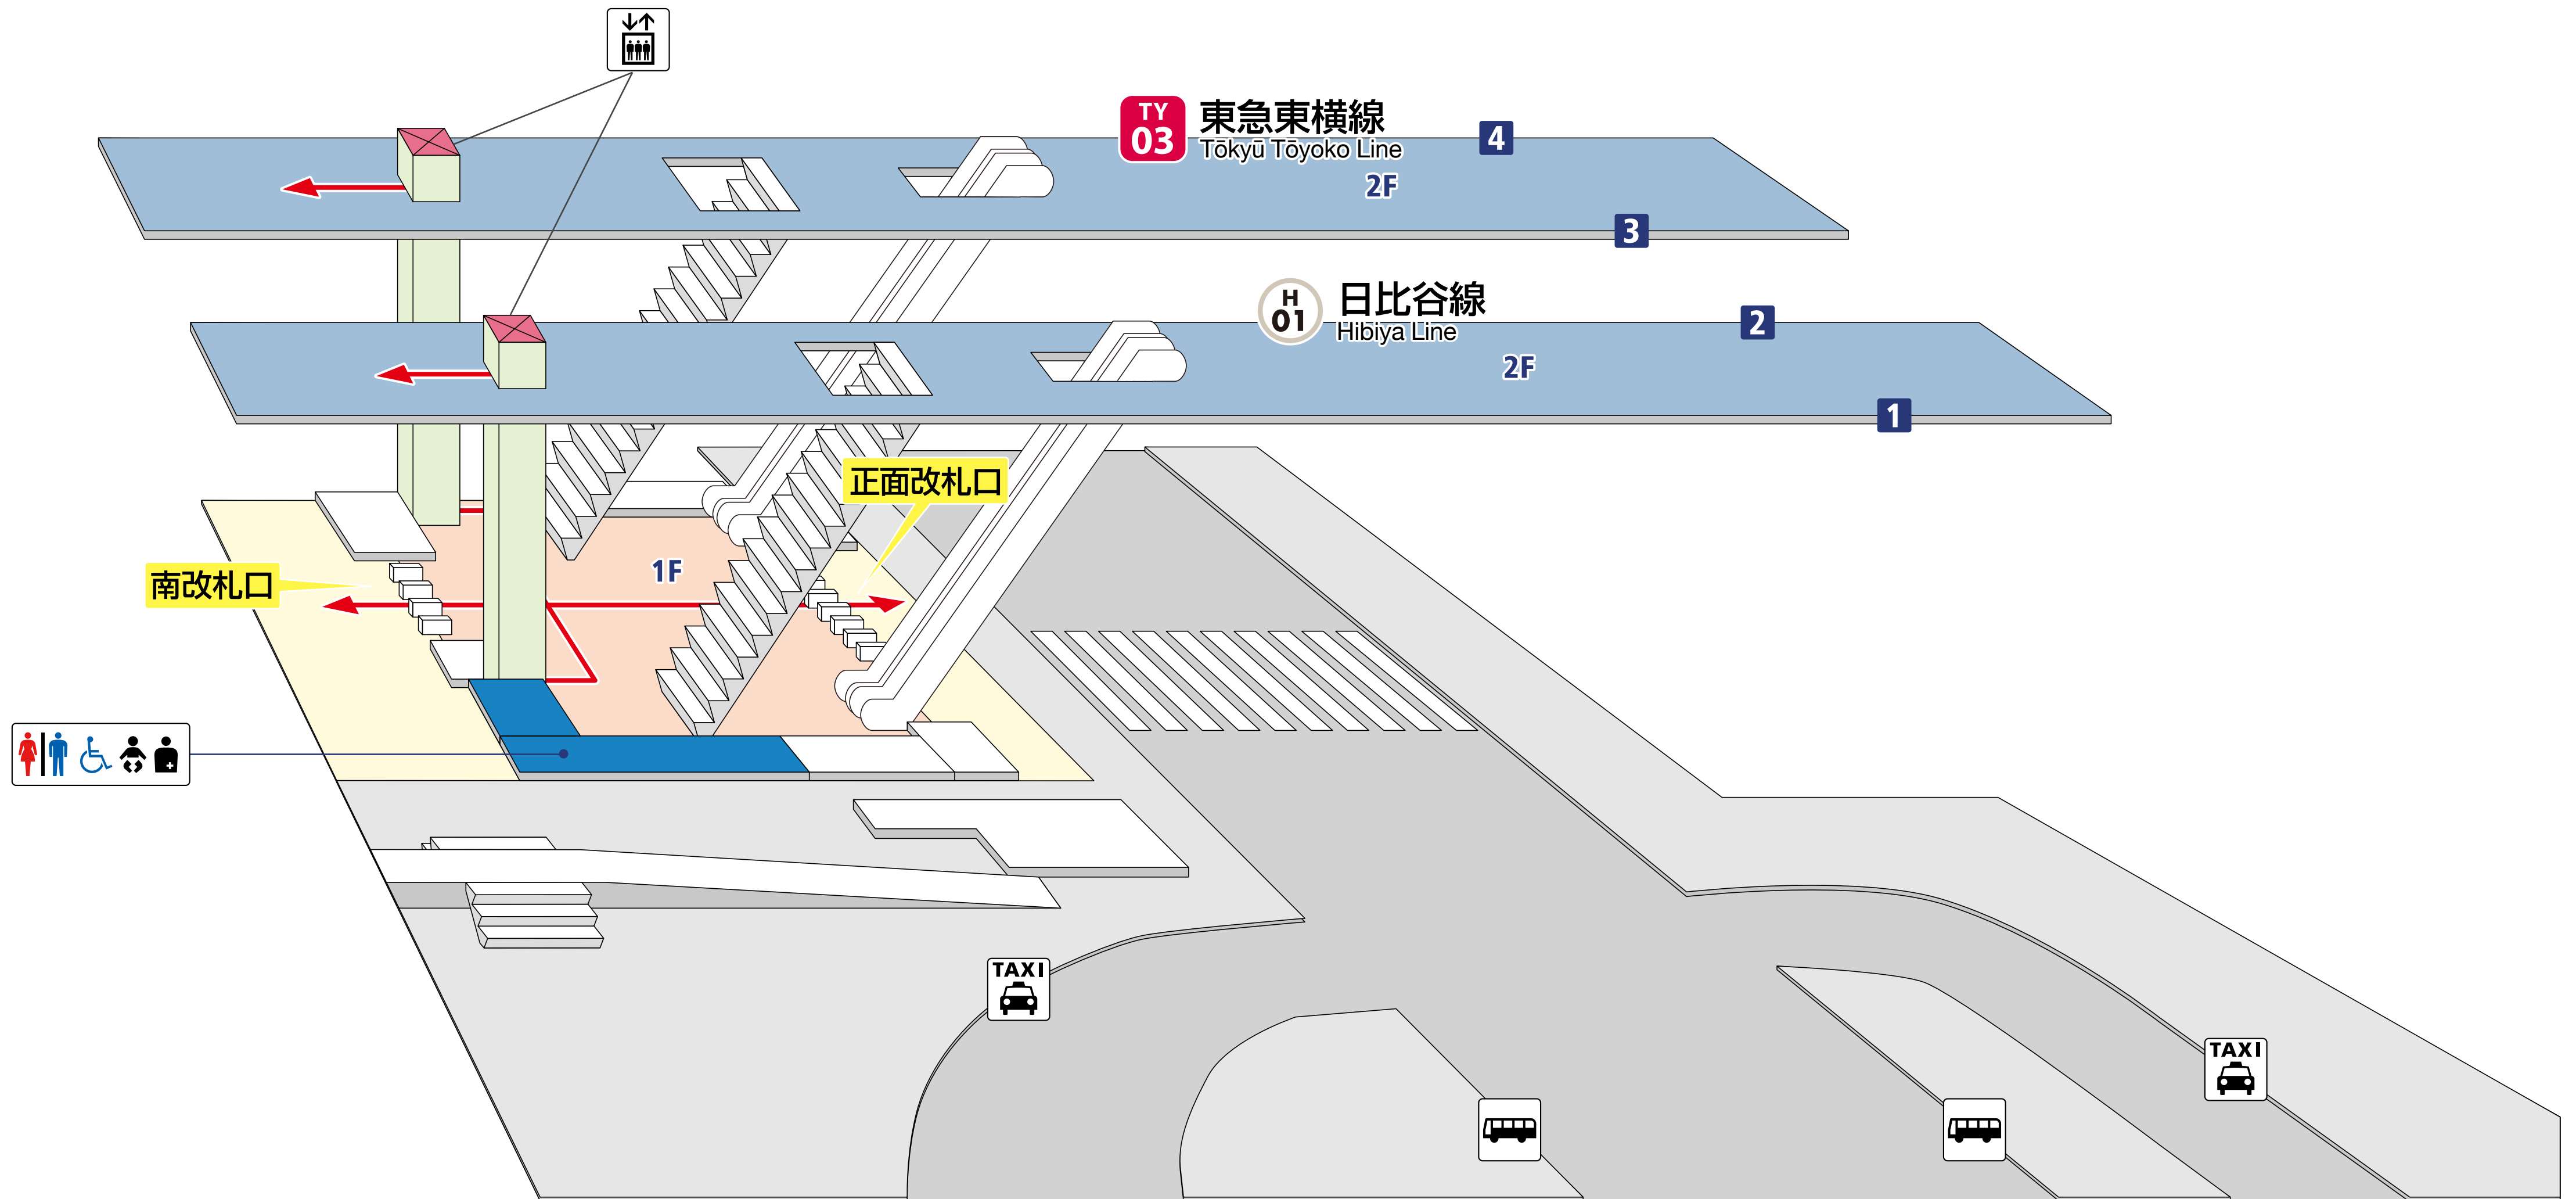 TY
03
東急東横線
Tōkyū Tōyoko Line
4
2F
3
H
01
日比谷線
Hibiya Line
2
2F
1
正面改札口
1F
南改札口
TAXI
TAXI